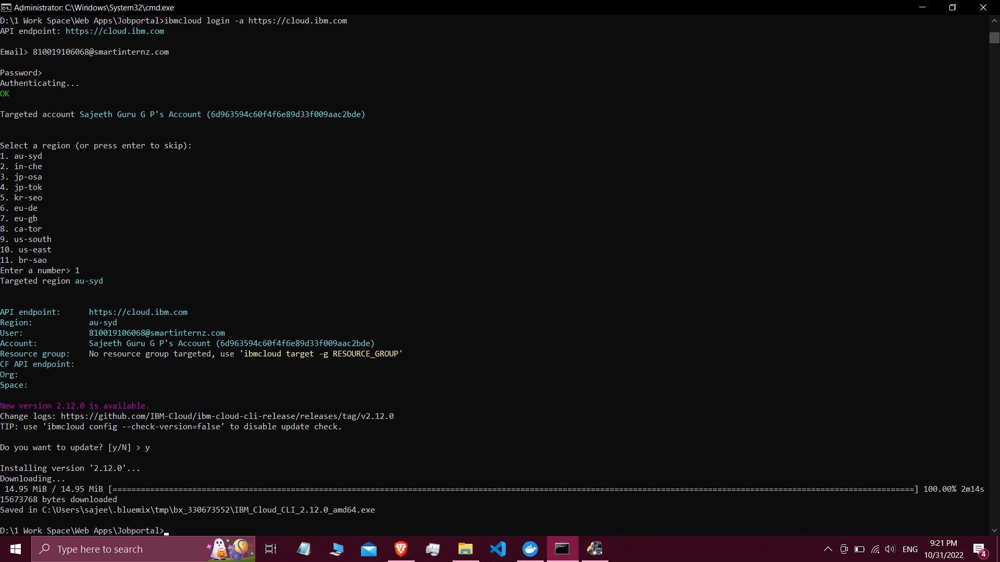 Administrator: C:\Windows\System32\cmd.exe
D:\1 Work Space\Web Apps\Jobportal>ibmcloud login -a https://cloud.ibm.com
API endpoint: https://cloud.ibm.com
Email> 810019106068@smartinternz.com
Password>
Authenticating...
OK
Targeted account Sajeeth Guru G P's Account (6d963594c60f4f6e89d33f009aac2bde)
Select a region (or press enter to skip):
1. au-syd
2. in-che
3. jp-osa
4. jp-tok
5. kr-seo
6. eu-de
7. eu-gb
8. ca-tor
9. us-south
10. us-east
11. br-sao
Enter a number> 1
Targeted region au-syd
API endpoint: https://cloud.ibm.com
Region: au-syd
User: 810019106068@smartinternz.com
Account: Sajeeth Guru G P's Account (6d963594c60f4f6e89d33f009aac2bde)
Resource group: No resource group targeted, use 'ibmcloud target -g RESOURCE_GROUP'
CF API endpoint:
Org:
Space:
New version 2.12.0 is available.
Change logs: https://github.com/IBM-Cloud/ibm-cloud-cli-release/releases/tag/v2.12.0
TIP: use 'ibmcloud config --check-version=false' to disable update check.
Do you want to update? [y/N] > y
Installing version '2.12.0'...
Downloading...
14.95 MiB / 14.95 MiB [===========================================================================================================================================================================] 100.00% 2m14s
15673768 bytes downloaded
Saved in C:\Users\sajee\.bluemix\tmp\bx_330673552\IBM_Cloud_CLI_2.12.0_amd64.exe
D:\1 Work Space\Web Apps\Jobportal>
Type here to search
ENG
9:21 PM
10/31/2022
4